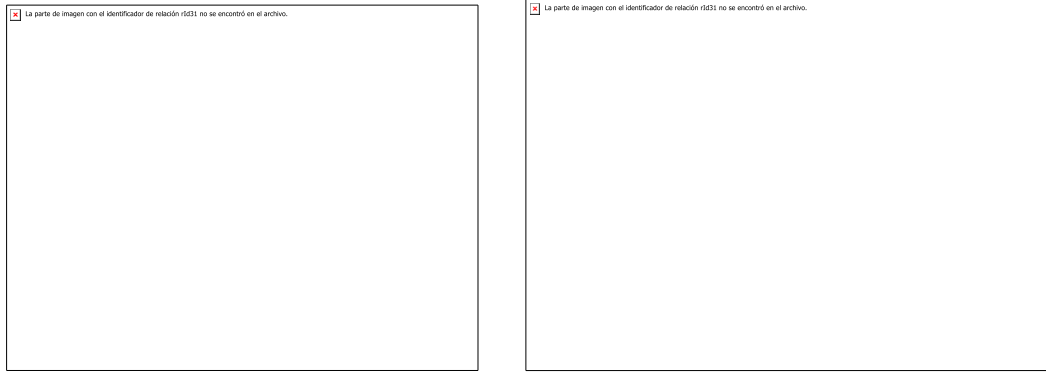 La parte de imagen con el identificador de relación rId31 no se encontró en el archivo.
La parte de imagen con el identificador de relación rId31 no se encontró en el archivo.